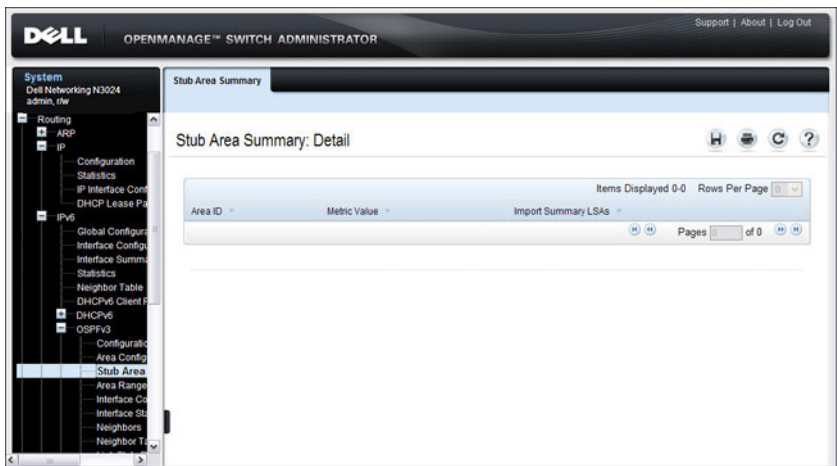 Support | About | Log Out
DELL
OPENMANAGE™ SWITCH ADMINISTRATOR
System
Dell Networking N3024
admin, r/w
Stub Area Summary
Routing
ARP
IP
Configuration
Statistics
IP Interface Conf
DHCP Lease Pa
IPv6
Global Configura
Interface Configu
Interface Summa
Statistics
Neighbor Table
DHCPv6 Client P
DHCPv6
OSPFv3
Configuratio
Area Config
Stub Area
Area Range
Interface Co
Interface Sta
Neighbors
Neighbor Ta
Stub Area Summary: Detail
Items Displayed 0-0 Rows Per Page 0
Area ID Metric Value Import Summary LSAs
Pages 0 of 0